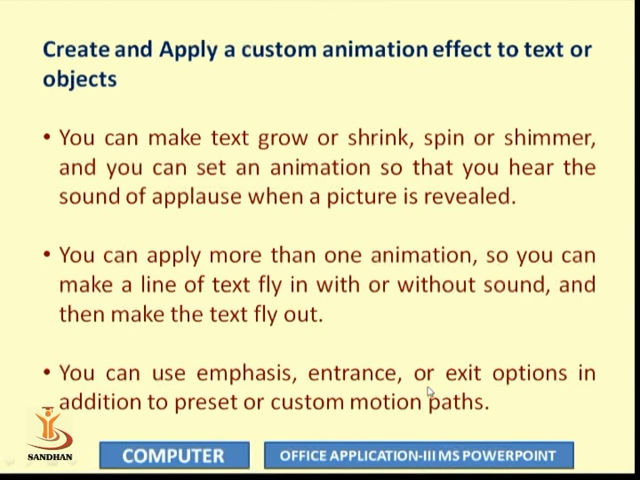 Create and Apply a custom animation effect to text or
objects
• You can make text grow or shrink, spin or shimmer,
and you can set an animation so that you hear the
sound of applause when a picture is revealed.
• You can apply more than one animation, so you can
make a line of text fly in with or without sound, and
then make the text fly out.
• You can use emphasis, entrance, or exit options in
addition to preset or custom motion paths.
SANDHAN
COMPUTER
OFFICE APPLICATION-III MS POWERPOINT